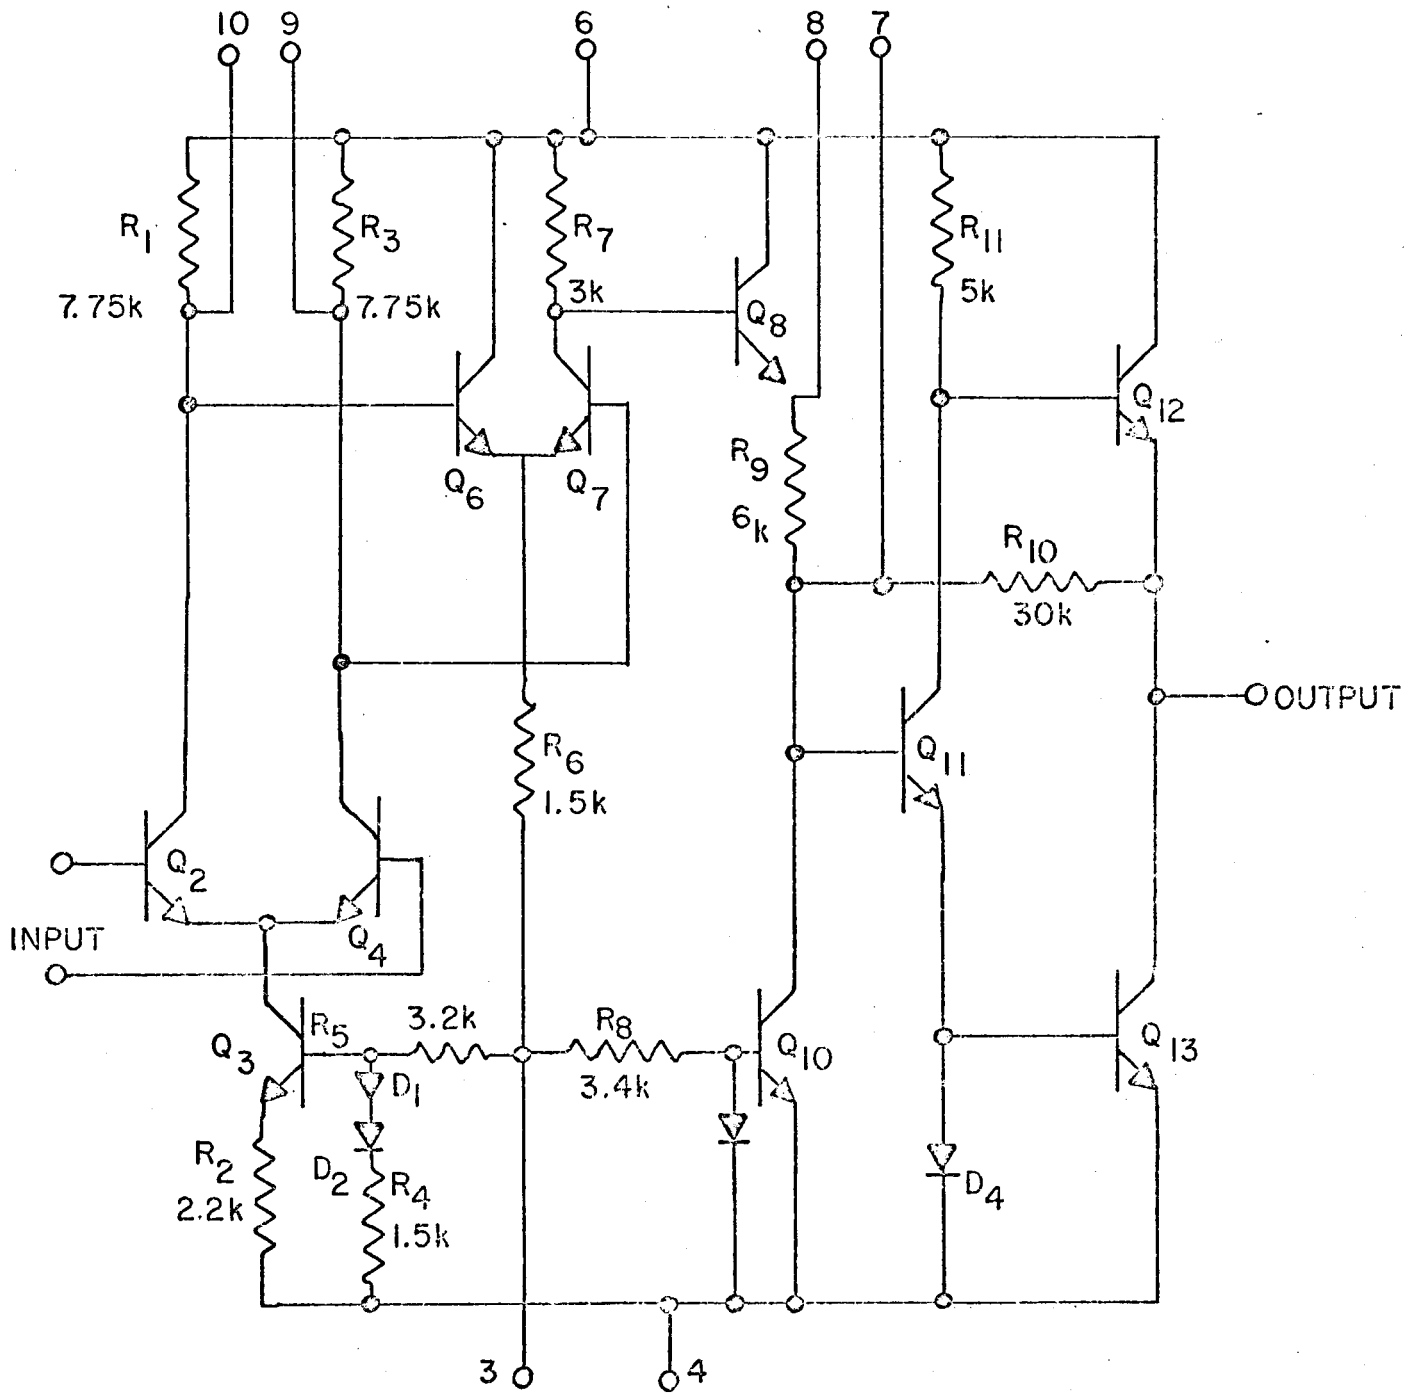 10 9 6 8 7
R1 R3 R7 R11
7.75k 7.75k 3k 5k
Q8
Q12
R9
Q6 Q7
6k
R10
30k
OUTPUT
R6
1.5k
Q11
Q2
INPUT
Q4
R5 3.2k R8
Q3 Q10 Q13
D1 3.4k
R2 D2 R4 D4
2.2k 1.5k
3 4